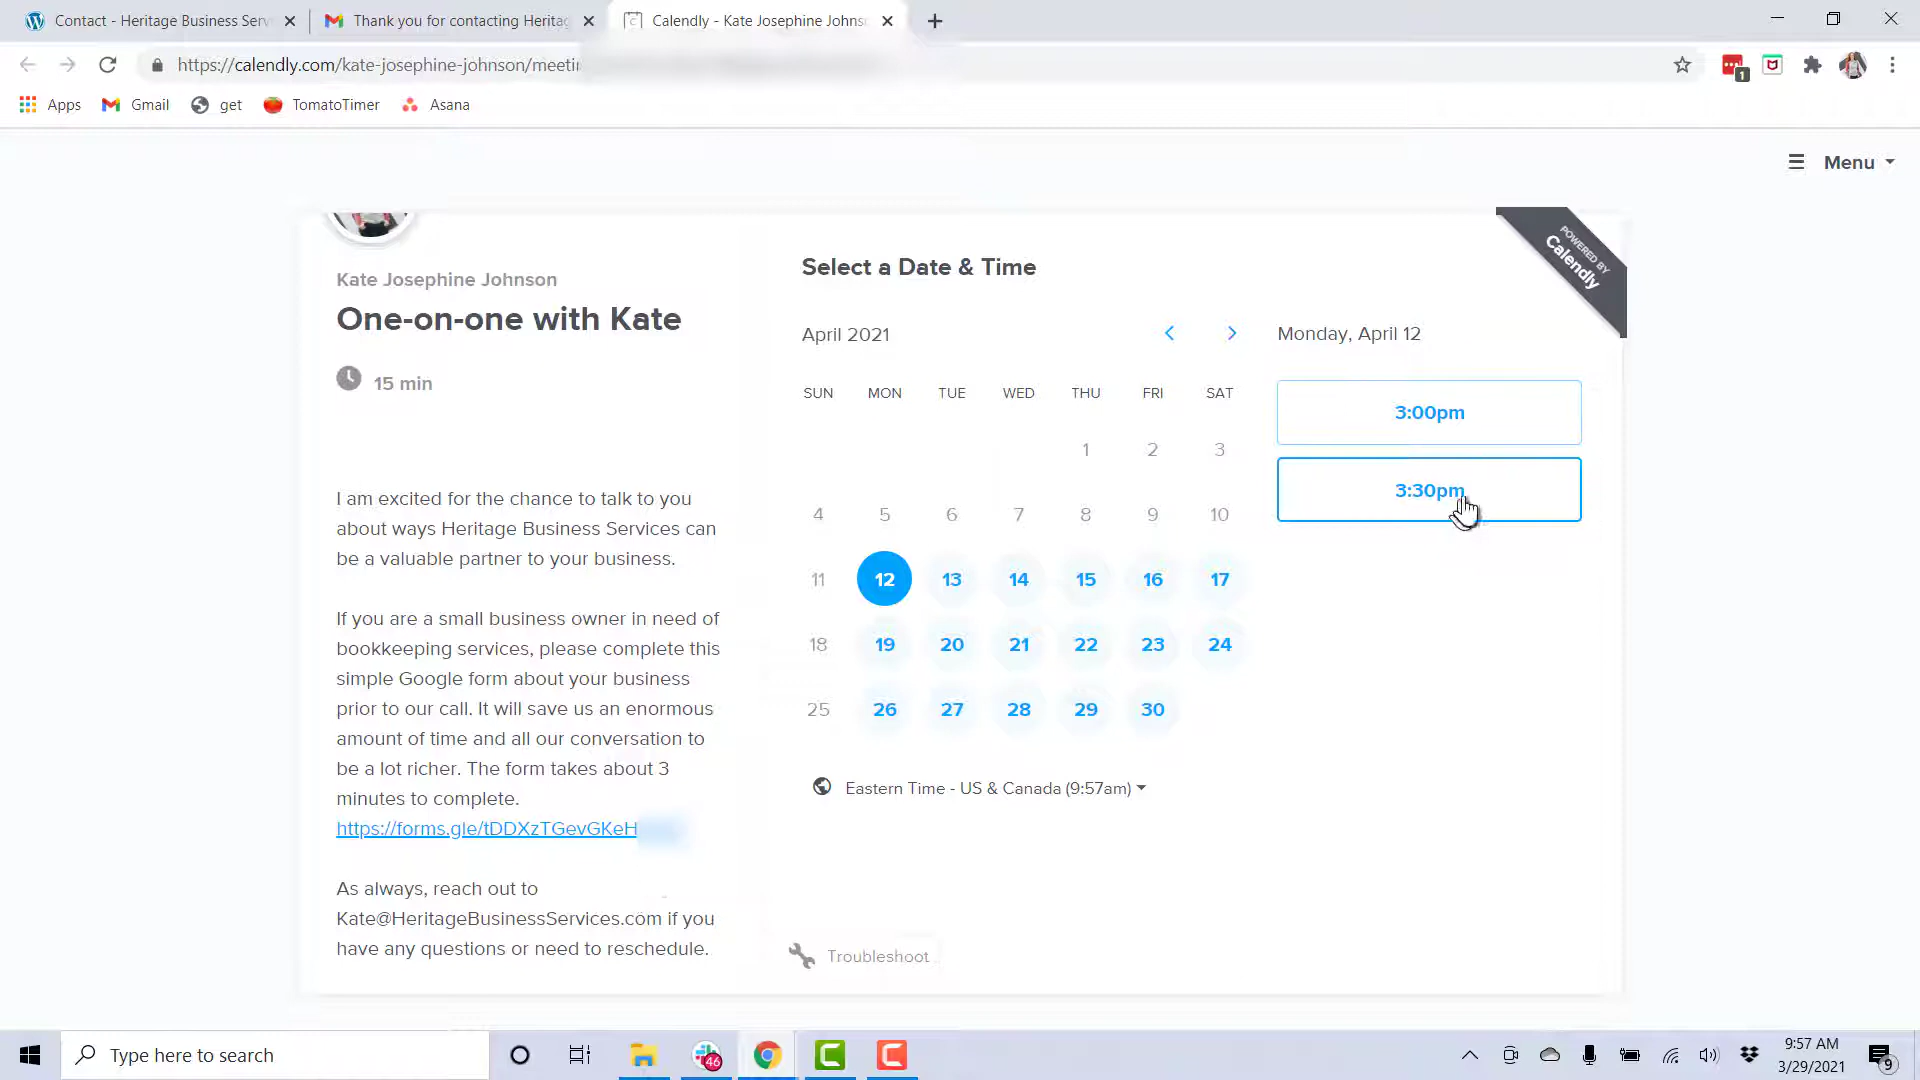 Contact - Heritage Business Serv
Thank you for contacting Heritag
Calendly - Kate Josephine Johns
https://calendly.com/kate-josephine-johnson/meetin
1
Apps
Gmail
get
TomatoTimer
Asana
Menu
POWERED BY
Calendly
Kate Josephine Johnson
One-on-one with Kate
15 min
I am excited for the chance to talk to you
about ways Heritage Business Services can
be a valuable partner to your business.
If you are a small business owner in need of
bookkeeping services, please complete this
simple Google form about your business
prior to our call. It will save us an enormous
amount of time and all our conversation to
be a lot richer. The form takes about 3
minutes to complete.
https://forms.gle/tDDXzTGevGKeH
As always, reach out to
Kate@HeritageBusinessServices.com if you
have any questions or need to reschedule.
Select a Date & Time
April 2021
SUN MON TUE WED THU FRI SAT
1 2 3
4 5 6 7 8 9 10
11 12 13 14 15 16 17
18 19 20 21 22 23 24
25 26 27 28 29 30
Eastern Time - US & Canada (9:57am)
Troubleshoot
Monday, April 12
3:00pm
3:30pm
Type here to search
46
9:57 AM
3/29/2021
9